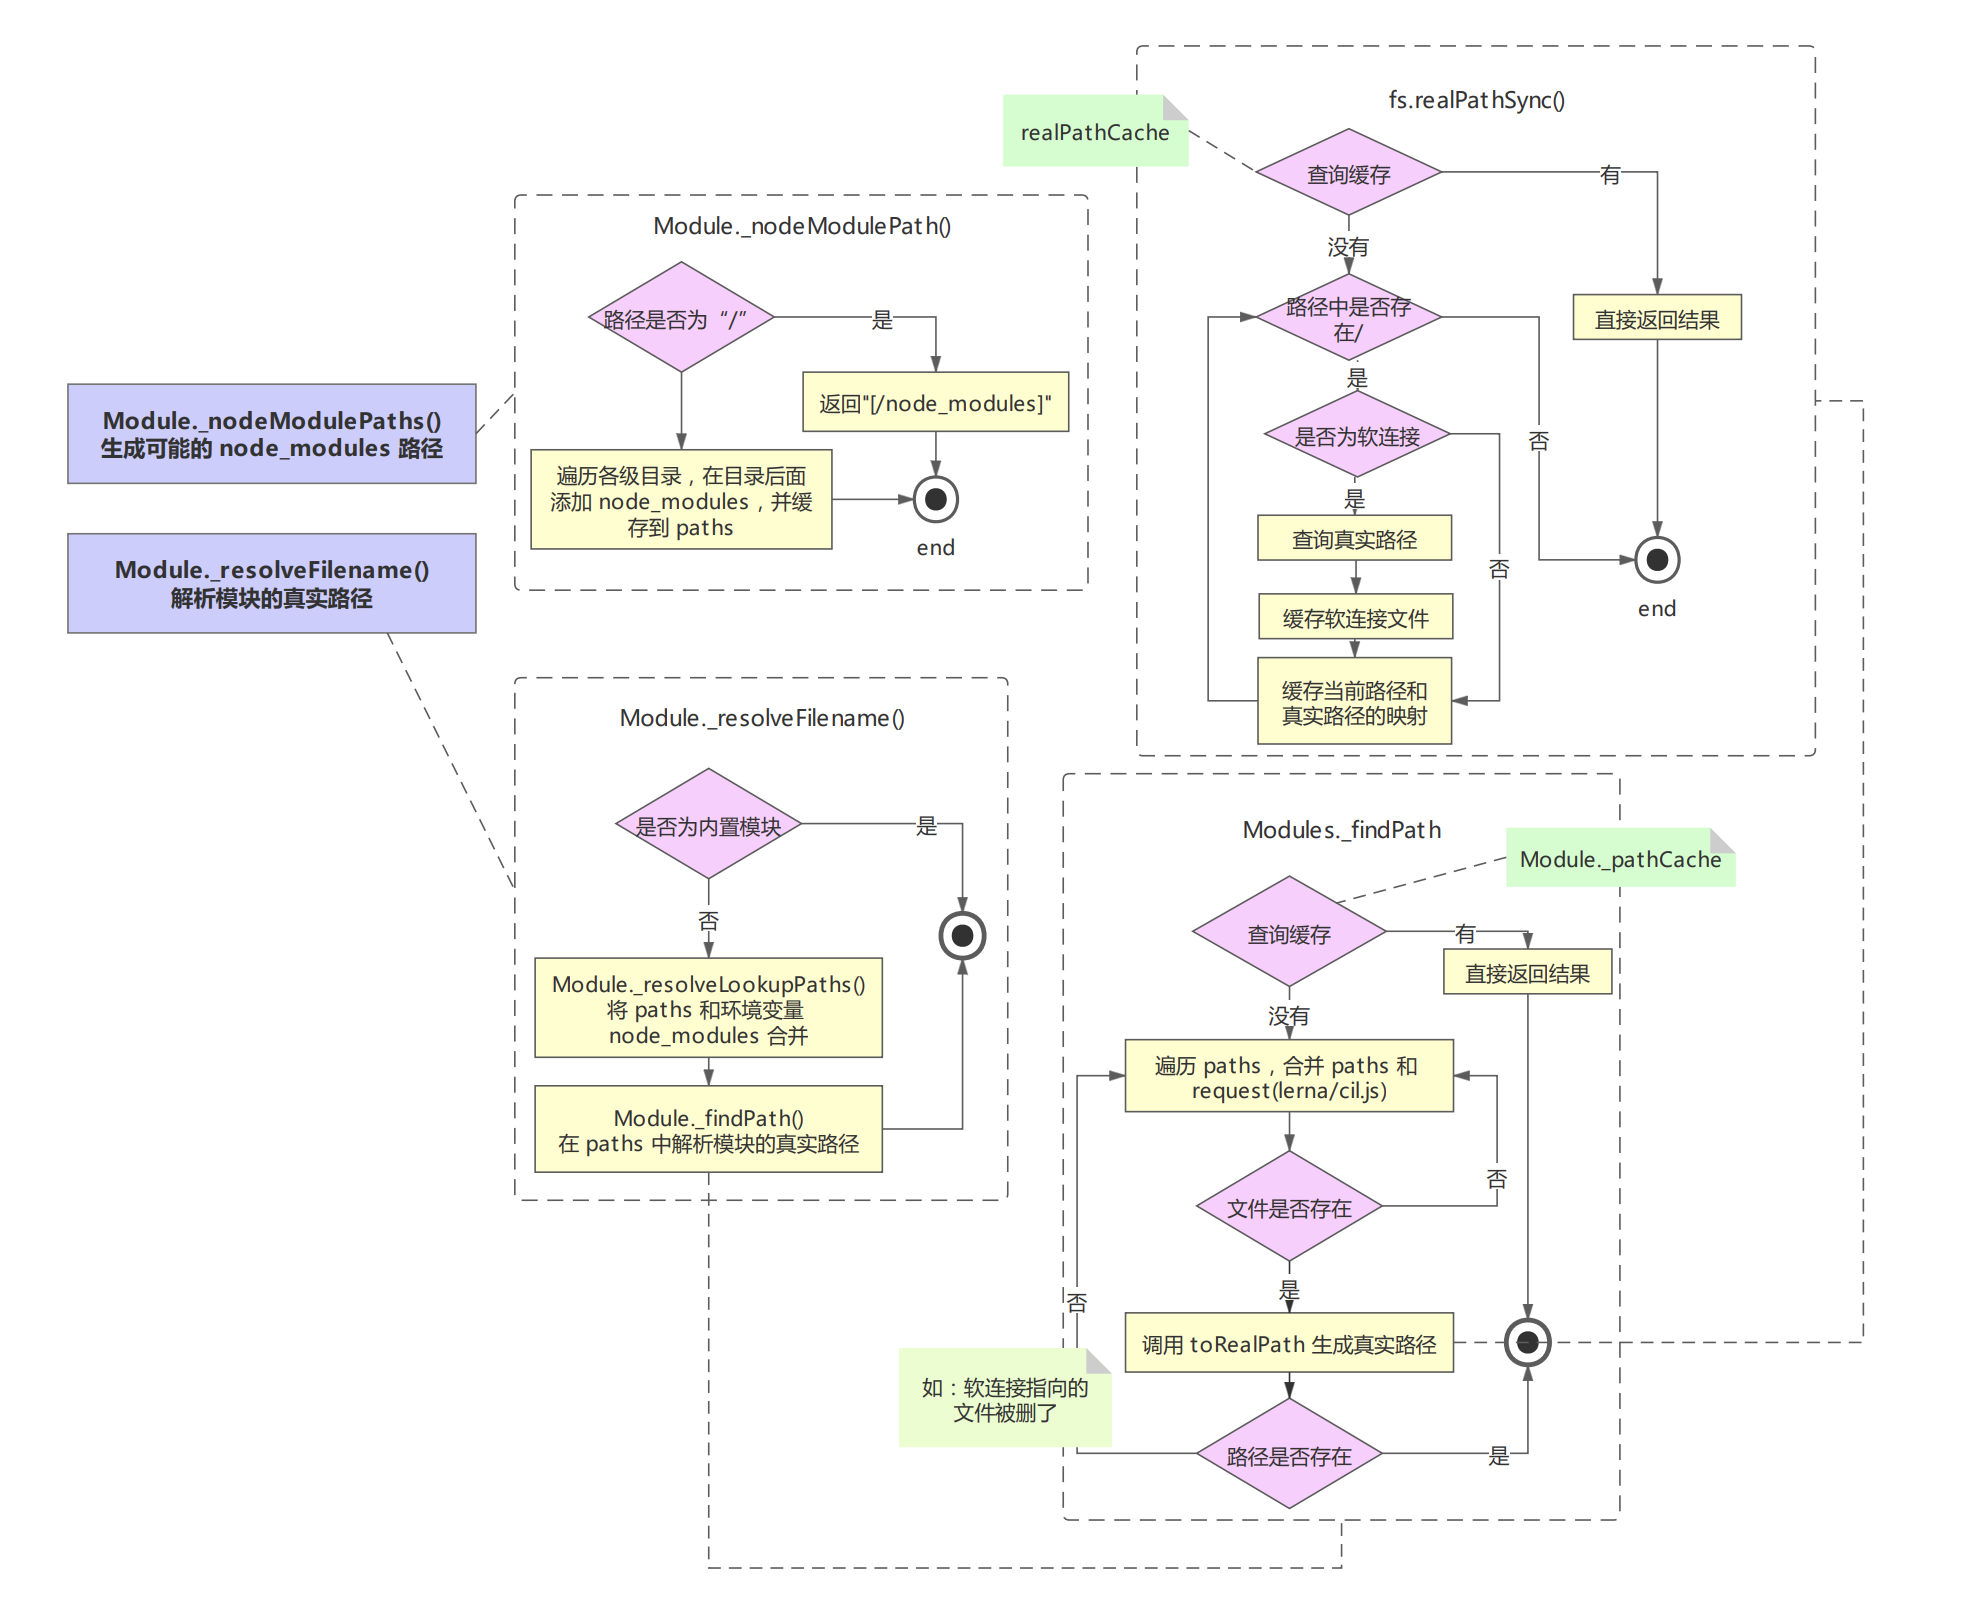 Module._nodeModulePaths()
生成可能的 node_modules 路径
Module._resolveFilename()
解析模块的真实路径
Module._nodeModulePath()
路径是否为“/”
是
返回"[/node_modules]"
遍历各级目录，在目录后面
添加 node_modules，并缓
存到 paths
end
Module._resolveFilename()
是否为内置模块
是
否
Module._resolveLookupPaths()
将 paths 和环境变量
node_modules 合并
Module._findPath()
在 paths 中解析模块的真实路径
fs.realPathSync()
realPathCache
查询缓存
有
没有
直接返回结果
路径中是否存
在/
是
否
是否为软连接
是
否
查询真实路径
缓存软连接文件
缓存当前路径和
真实路径的映射
end
Modules._findPath
Module._pathCache
查询缓存
有
直接返回结果
没有
遍历 paths，合并 paths 和
request(lerna/cil.js)
文件是否存在
否
是
否
调用 toRealPath 生成真实路径
如：软连接指向的
文件被删了
路径是否存在
是